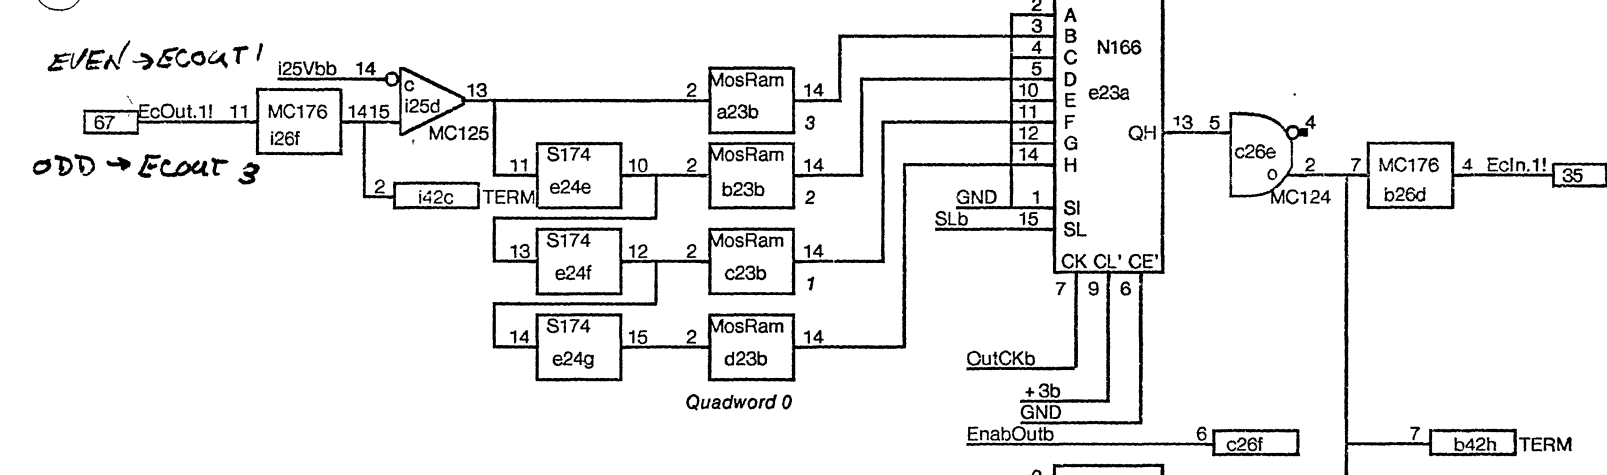 EVEN → ECOUT 1
67
EcOut.1!
11
MC176
i26f
1415
i25Vbb
14
c
i25d
13
MC125
ODD → ECOUT 3
2
i42c
TERM
2
MosRam
a23b
14
3
11
S174
e24e
10
2
MosRam
b23b
14
2
13
S174
e24f
12
2
MosRam
c23b
14
1
14
S174
e24g
15
2
MosRam
d23b
14
Quadword 0
2
A
3
B
4
C
5
D
10
E
11
F
12
G
14
H
N166
e23a
QH
GND
1
SI
SLb
15
SL
CK CL' CE'
7
9
6
OutCKb
+3b
GND
EnabOutb
6
c26f
13
5
c26e
o
4
2
MC124
7
MC176
b26d
4
EcIn.1!
35
7
b42h
TERM